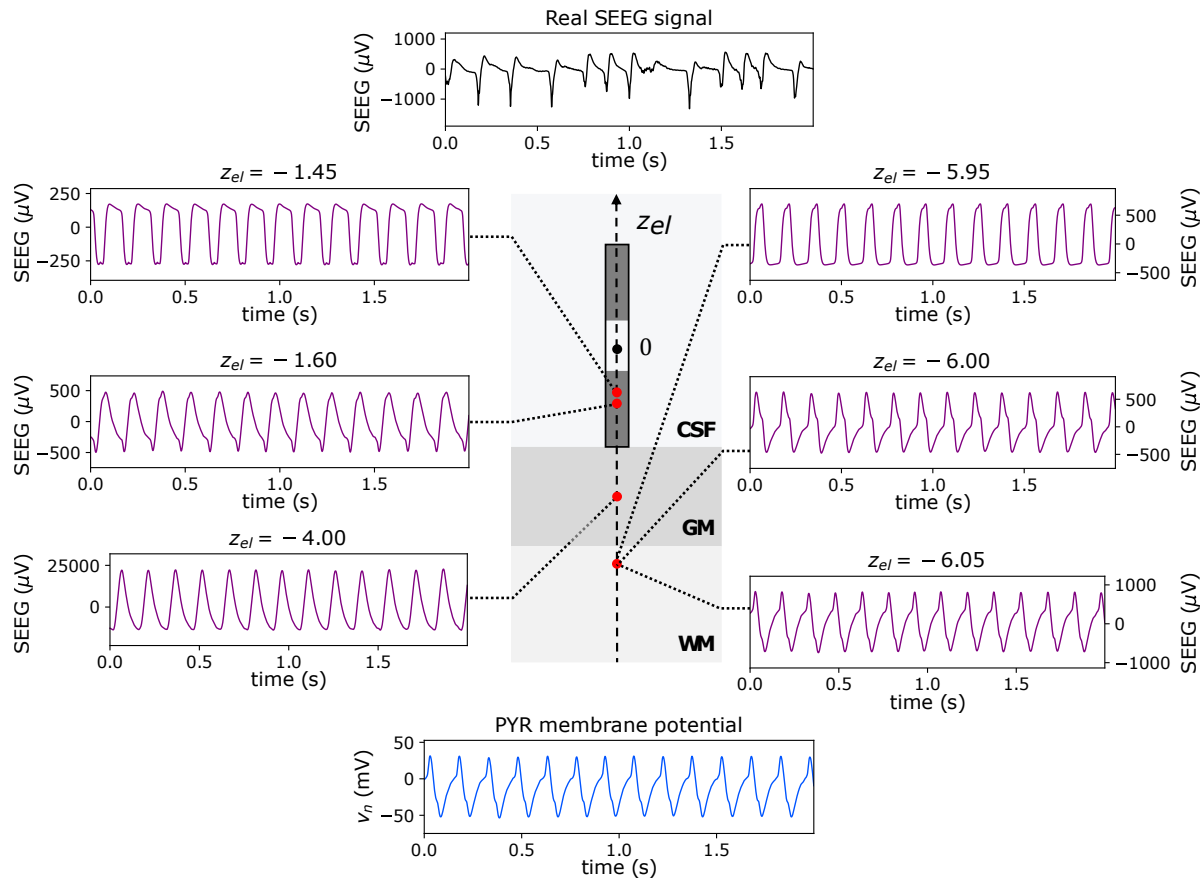 Real SEEG signal
SEEG (μV)
1000
0
−1000
0.0 0.5 1.0 1.5
time (s)
z_el = − 1.45
SEEG (μV)
250
0
−250
0.0 0.5 1.0 1.5
time (s)
z_el = − 1.60
SEEG (μV)
500
0
−500
0.0 0.5 1.0 1.5
time (s)
z_el = − 4.00
SEEG (μV)
25000
0
0.0 0.5 1.0 1.5
time (s)
z_el
0
CSF
GM
WM
z_el = − 5.95
500
0
−500
SEEG (μV)
0.0 0.5 1.0 1.5
time (s)
z_el = − 6.00
500
0
−500
SEEG (μV)
0.0 0.5 1.0 1.5
time (s)
z_el = − 6.05
1000
0
−1000
SEEG (μV)
0.0 0.5 1.0 1.5
time (s)
PYR membrane potential
v_n (mV)
50
0
−50
0.0 0.5 1.0 1.5
time (s)